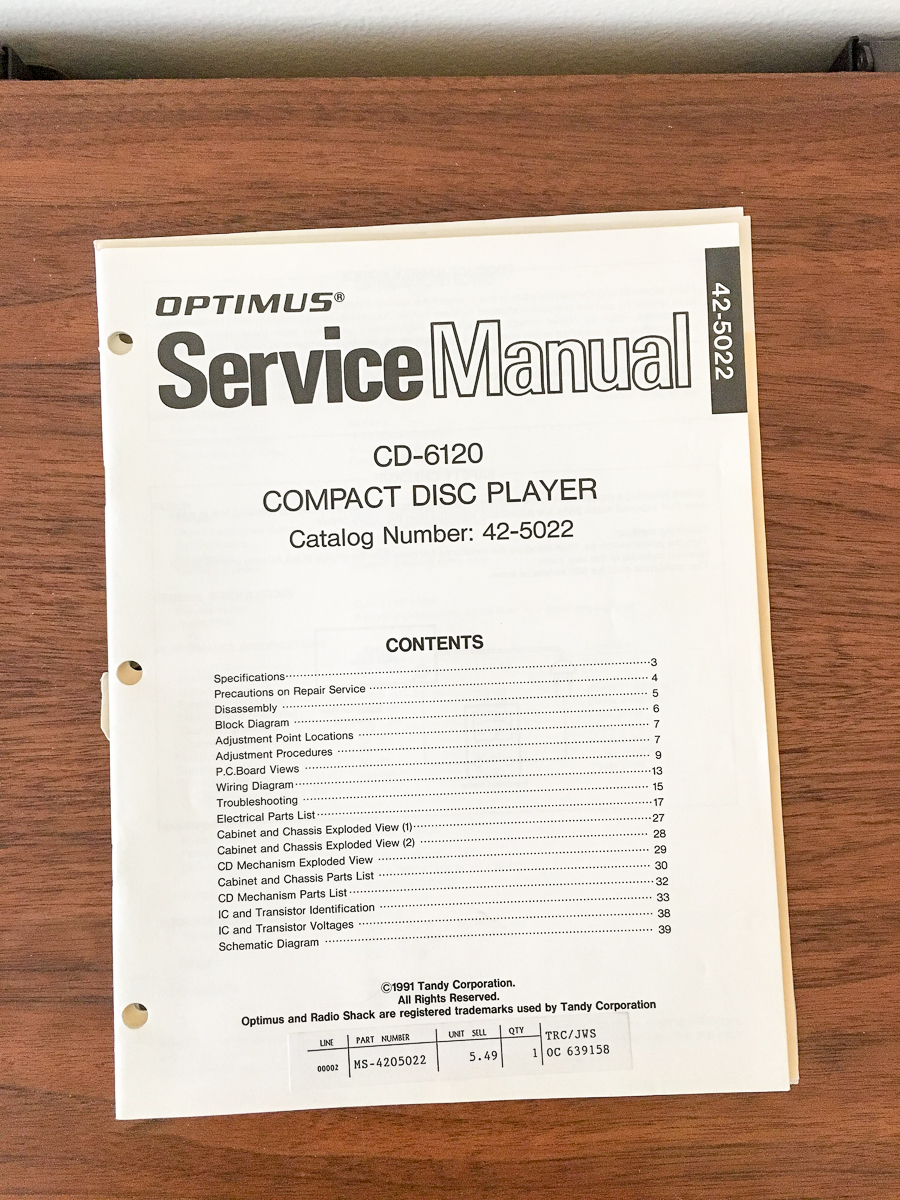 OPTIMUS®
Service Manual
42-5022
CD-6120
COMPACT DISC PLAYER
Catalog Number: 42-5022
CONTENTS
Specifications 3
Precautions on Repair Service 4
Disassembly 5
Block Diagram 6
Adjustment Point Locations 7
Adjustment Procedures 7
P.C.Board Views 9
Wiring Diagram 13
Troubleshooting 15
Electrical Parts List 17
Cabinet and Chassis Exploded View (1) 27
Cabinet and Chassis Exploded View (2) 28
CD Mechanism Exploded View 29
Cabinet and Chassis Parts List 30
CD Mechanism Parts List 32
IC and Transistor Identification 33
IC and Transistor Voltages 38
Schematic Diagram 39
©1991 Tandy Corporation.
All Rights Reserved.
Optimus and Radio Shack are registered trademarks used by Tandy Corporation
LINE PART NUMBER UNIT SELL QTY TRC/JWS
00002 MS-4205022 5.49 1 OC 639158